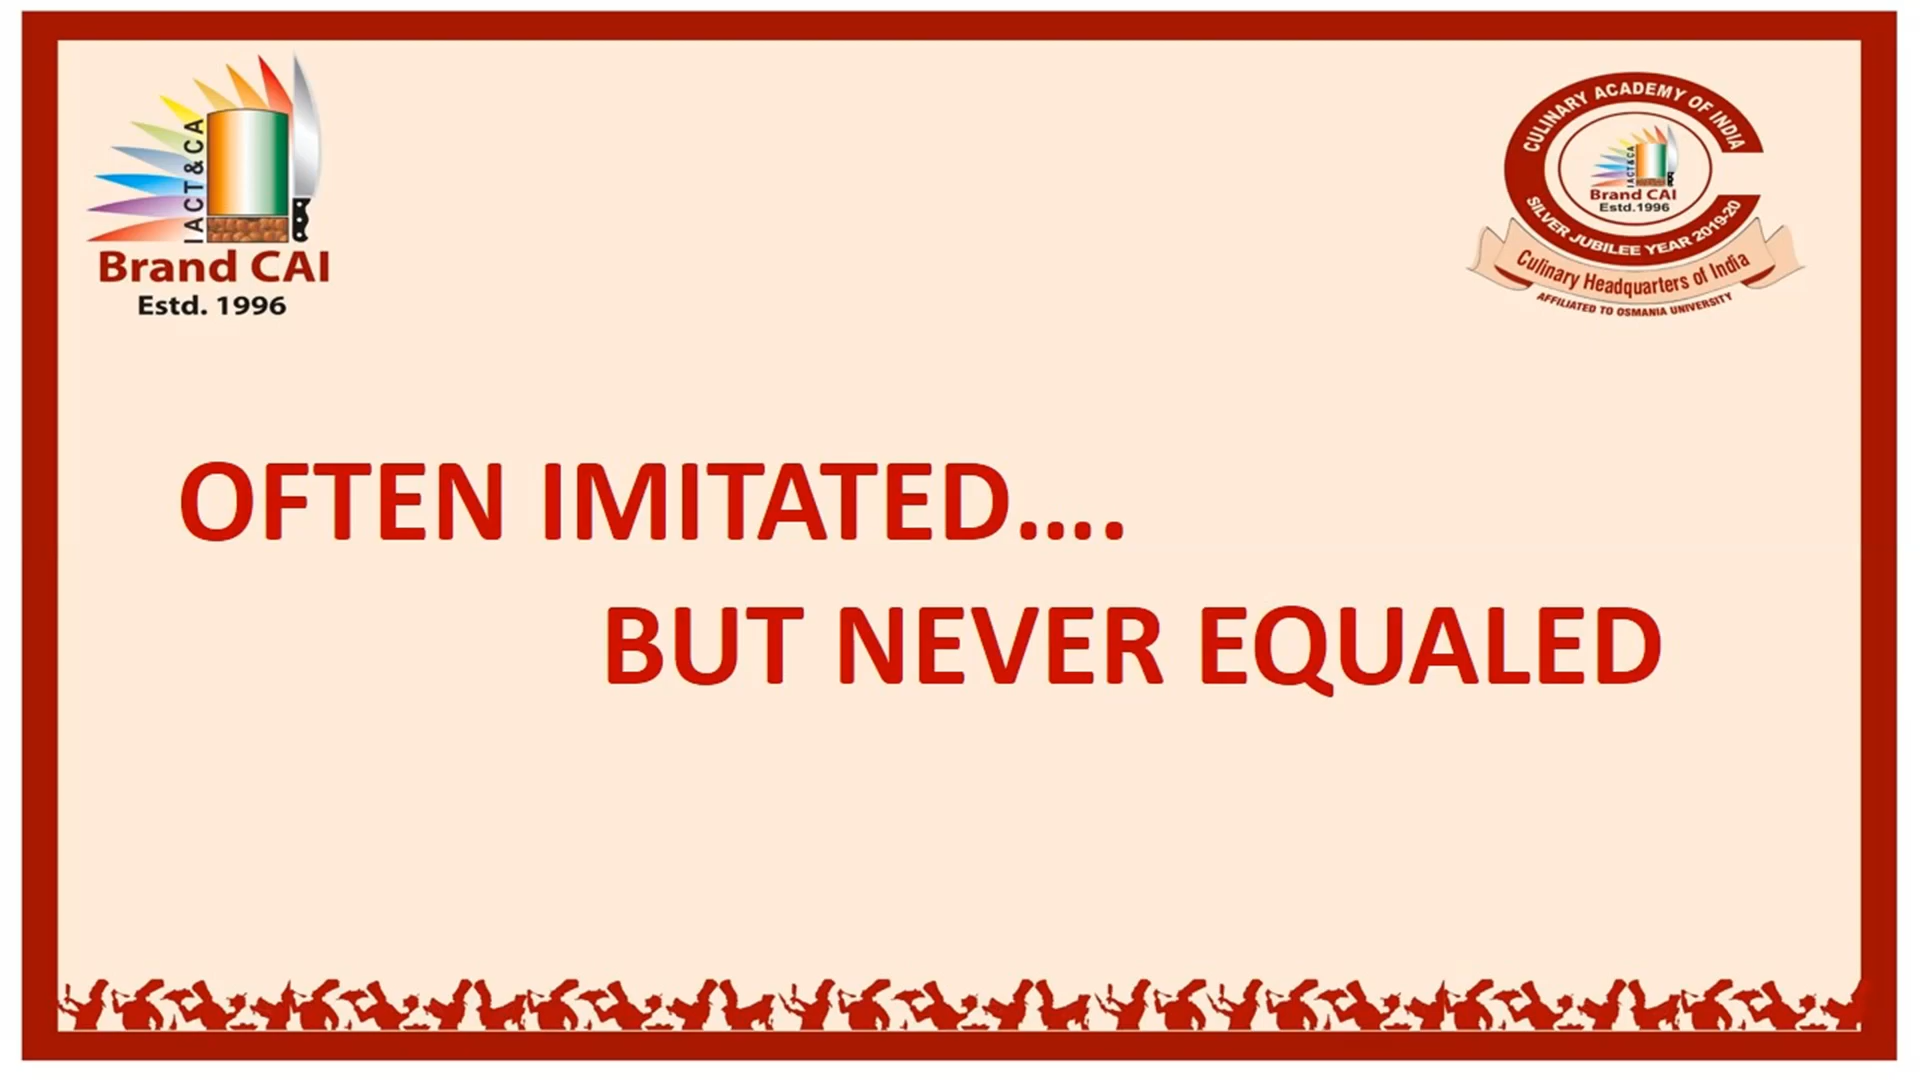 IACT&CA
Brand CAI
Estd. 1996
CULINARY ACADEMY OF INDIA
IACT&CA
Brand CAI
Estd.1996
SILVER JUBILEE YEAR 2019-20
Culinary Headquarters of India
AFFILIATED TO OSMANIA UNIVERSITY
OFTEN IMITATED....
BUT NEVER EQUALED